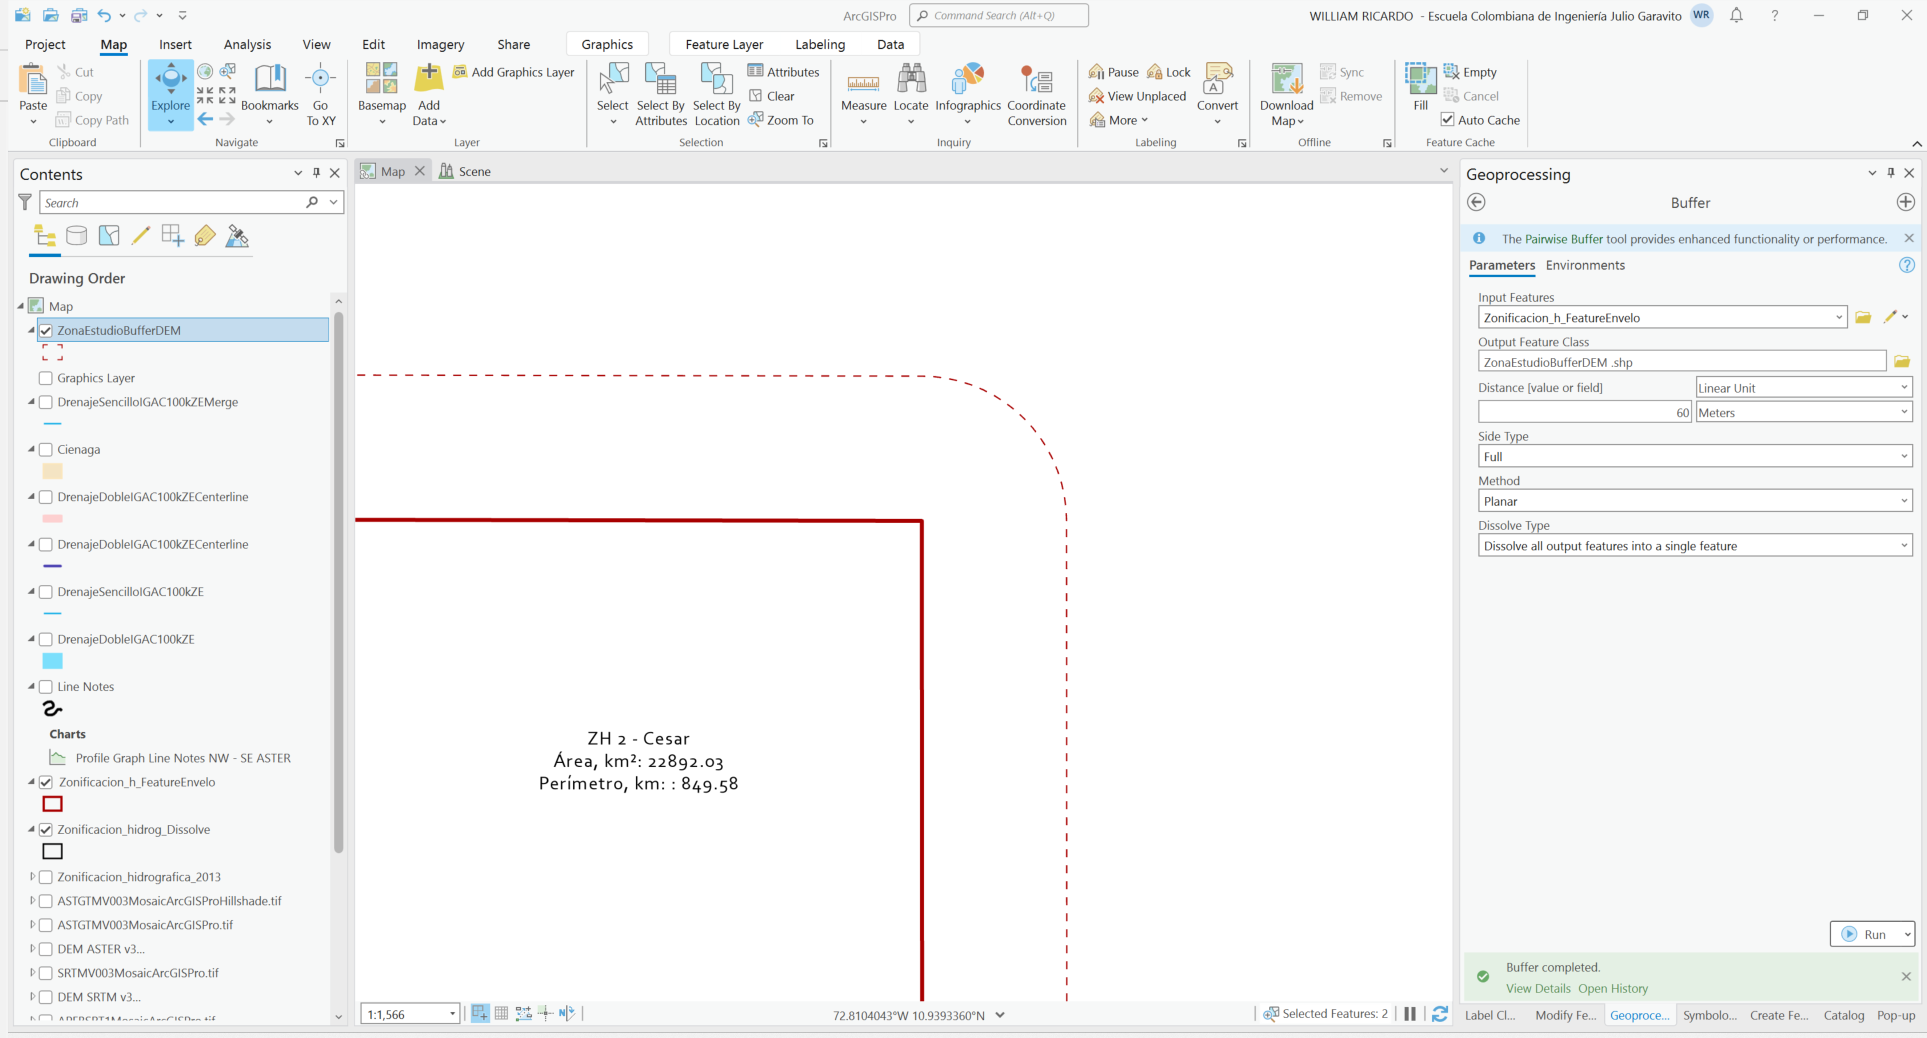 ArcGISPro
Command Search (Alt+Q)
WILLIAM RICARDO - Escuela Colombiana de Ingeniería Julio Garavito
WR
Project
Map
Insert
Analysis
View
Edit
Imagery
Share
Graphics
Feature Layer
Labeling
Data
Paste
Cut
Copy
Copy Path
Clipboard
Explore
Bookmarks
Go
To XY
Navigate
Basemap
Add
Data
Add Graphics Layer
Layer
Select
Select By
Attributes
Select By
Location
Attributes
Clear
Zoom To
Selection
Measure
Locate
Infographics
Coordinate
Conversion
Inquiry
Pause
Lock
View Unplaced
More
Convert
Labeling
Download
Map
Sync
Remove
Offline
Fill
Empty
Cancel
Auto Cache
Feature Cache
Contents
Search
Drawing Order
Map
ZonaEstudioBufferDEM
Graphics Layer
DrenajeSencilloIGAC100kZEMerge
Cienaga
DrenajeDobleIGAC100kZECenterline
DrenajeDobleIGAC100kZECenterline
DrenajeSencilloIGAC100kZE
DrenajeDobleIGAC100kZE
Line Notes
Charts
Profile Graph Line Notes NW - SE ASTER
Zonificacion_h_FeatureEnvelo
Zonificacion_hidrog_Dissolve
Zonificacion_hidrografica_2013
ASTGTMV003MosaicArcGISProHillshade.tif
ASTGTMV003MosaicArcGISPro.tif
DEM ASTER v3...
SRTMV003MosaicArcGISPro.tif
DEM SRTM v3...
Map
Scene
ZH 2 - Cesar
Área, km²: 22892.03
Perímetro, km: : 849.58
1:1,566
72.8104043°W 10.9393360°N
Selected Features: 2
Geoprocessing
Buffer
The Pairwise Buffer tool provides enhanced functionality or performance.
Parameters
Environments
Input Features
Zonificacion_h_FeatureEnvelo
Output Feature Class
ZonaEstudioBufferDEM .shp
Distance [value or field]
Linear Unit
60
Meters
Side Type
Full
Method
Planar
Dissolve Type
Dissolve all output features into a single feature
Run
Buffer completed.
View Details Open History
Label Cl...
Modify Fe...
Geoproce...
Symbolo...
Create Fe...
Catalog
Pop-up